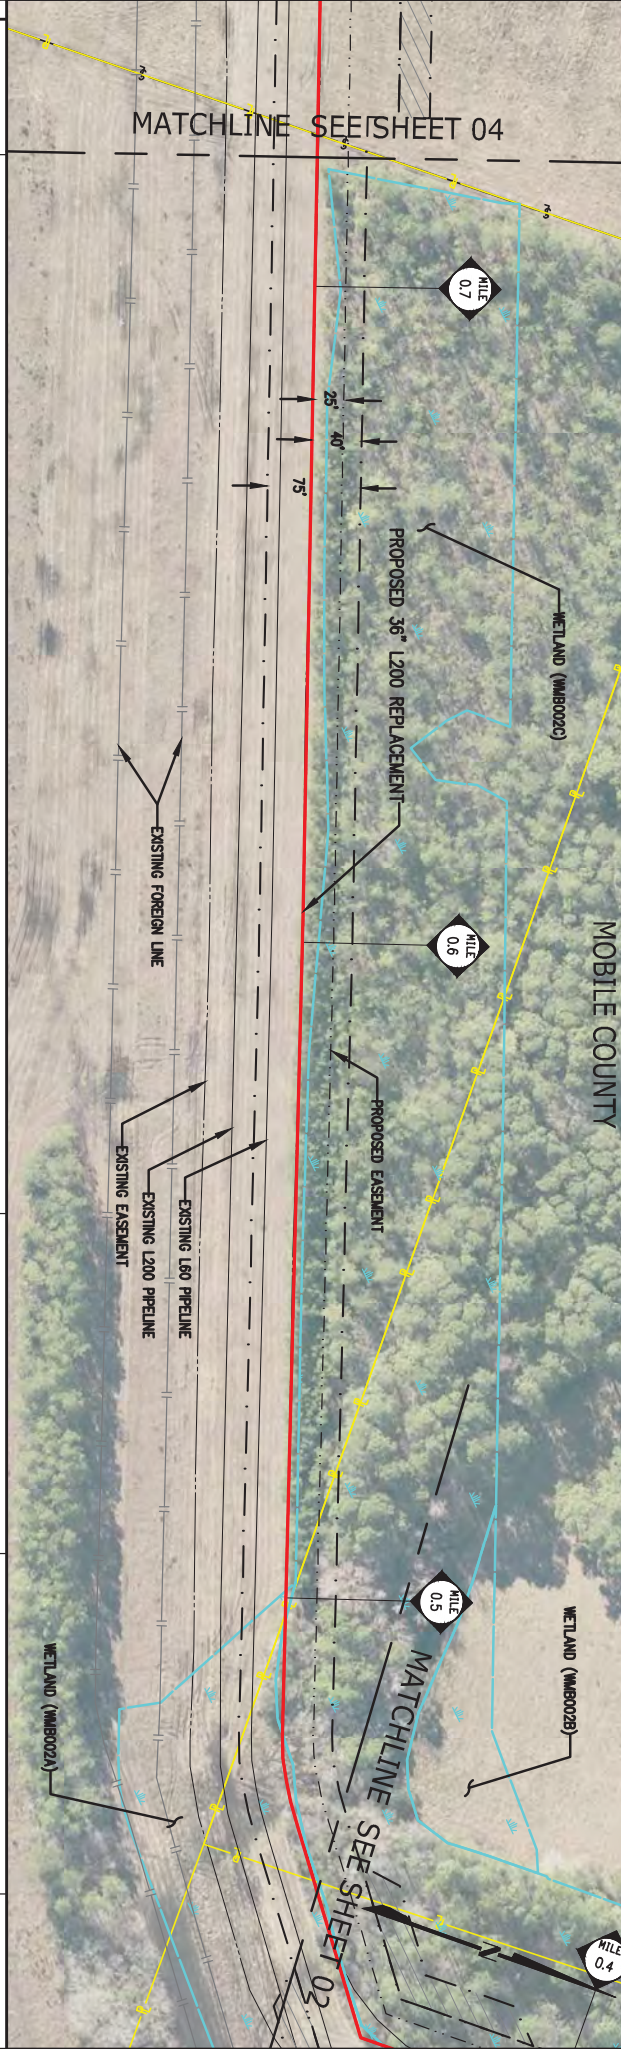 MATCHLINE SEE SHEET 04
MILE
0.7
25'
40'
75'
PROPOSED 36" L200 REPLACEMENT
WETLAND (WMB002C)
EXISTING FOREIGN LINE
MILE
0.6
MOBILE COUNTY
PROPOSED EASEMENT
EXISTING EASEMENT
EXISTING L200 PIPELINE
EXISTING L60 PIPELINE
MILE
0.5
WETLAND (WMB002B)
WETLAND (WMB002A)
MATCHLINE SEE SHEET 02
N
MILE
0.4